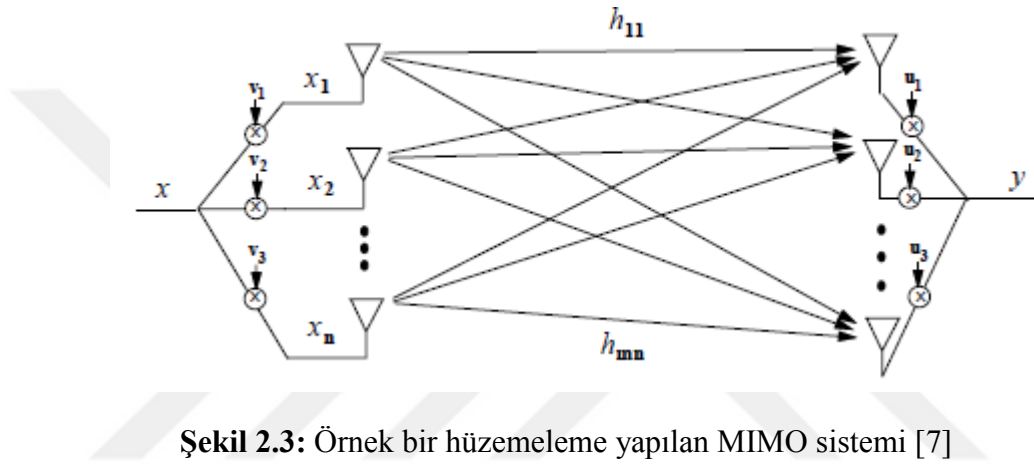 h₁₁
v₁ x₁ u₁
x v₂ x₂ u₂ y
v₃ u₃
xₙ hₘₙ
Şekil 2.3: Örnek bir hüzemeleme yapılan MIMO sistemi [7]